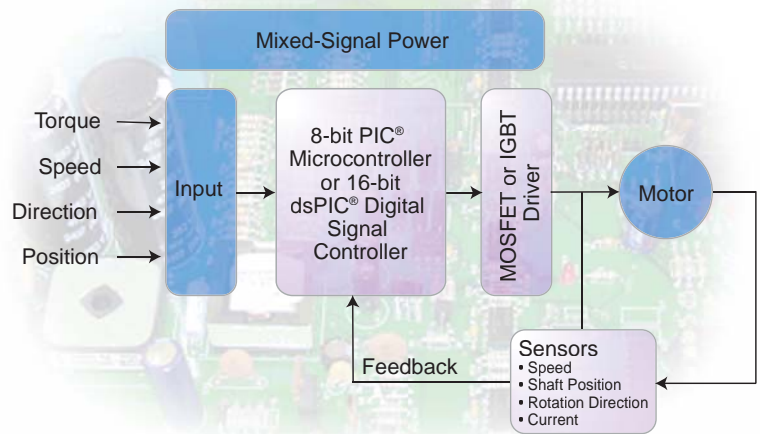 Mixed-Signal Power
Torque
Speed
Direction
Position
Input
8-bit PIC®
Microcontroller
or 16-bit
dsPIC® Digital
Signal
Controller
MOSFET or IGBT
Driver
Motor
Feedback
Sensors
• Speed
• Shaft Position
• Rotation Direction
• Current